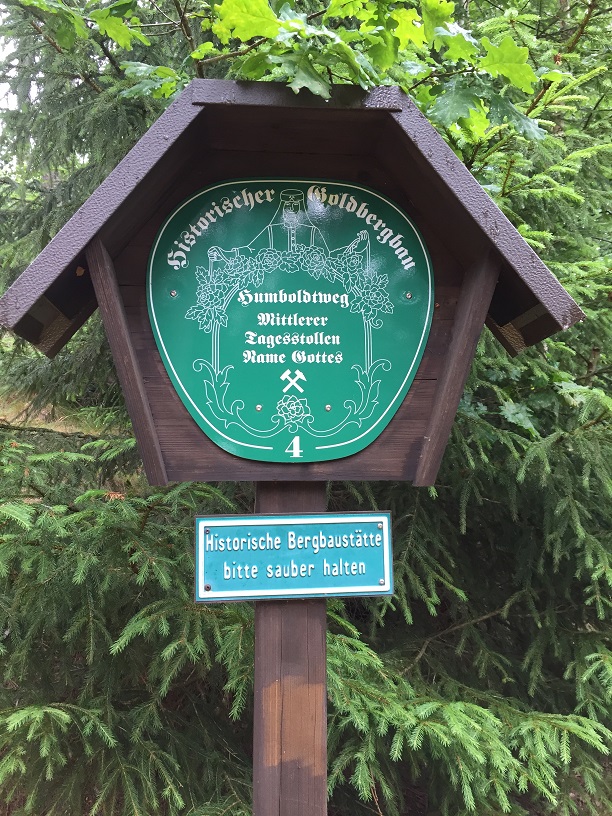 Historischer Goldbergbau
Humboldtweg
Mittlerer
Tagesstollen
Name Gottes
4
Historische Bergbaustätte
bitte sauber halten